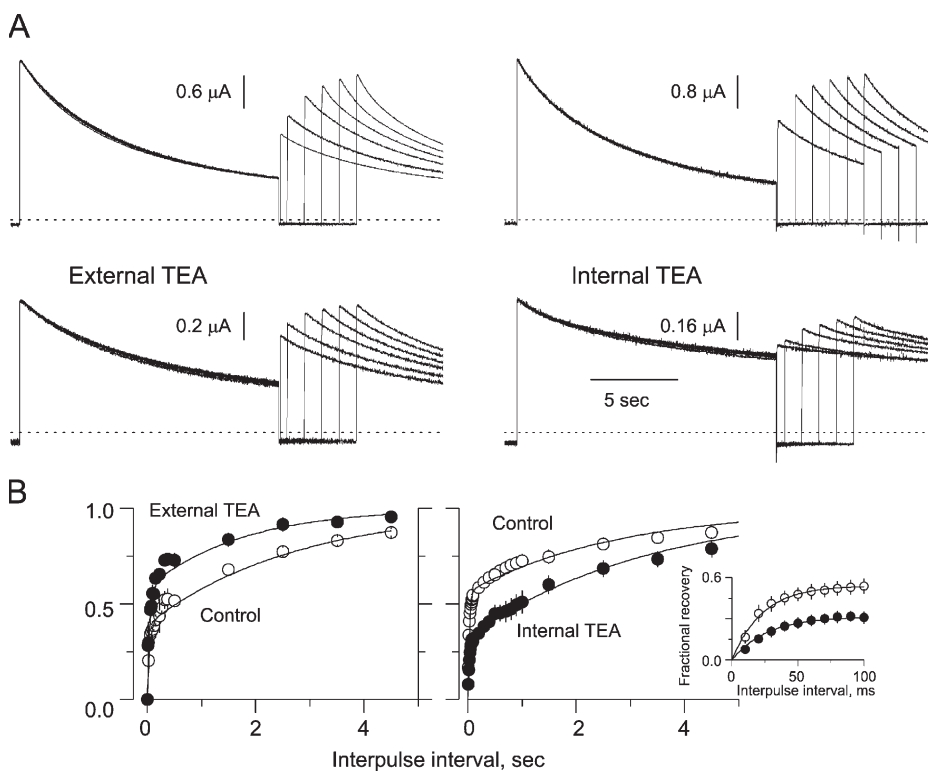 A
0.6 µA
0.8 µA
External TEA
Internal TEA
0.2 µA
0.16 µA
5 sec
B
1.0
External TEA
Control
0.5
Control
Internal TEA
0.6
Fractional recovery
0.0
0 50 100
Interpulse interval, ms
0.0
0 2 4
0 2 4
Interpulse interval, sec